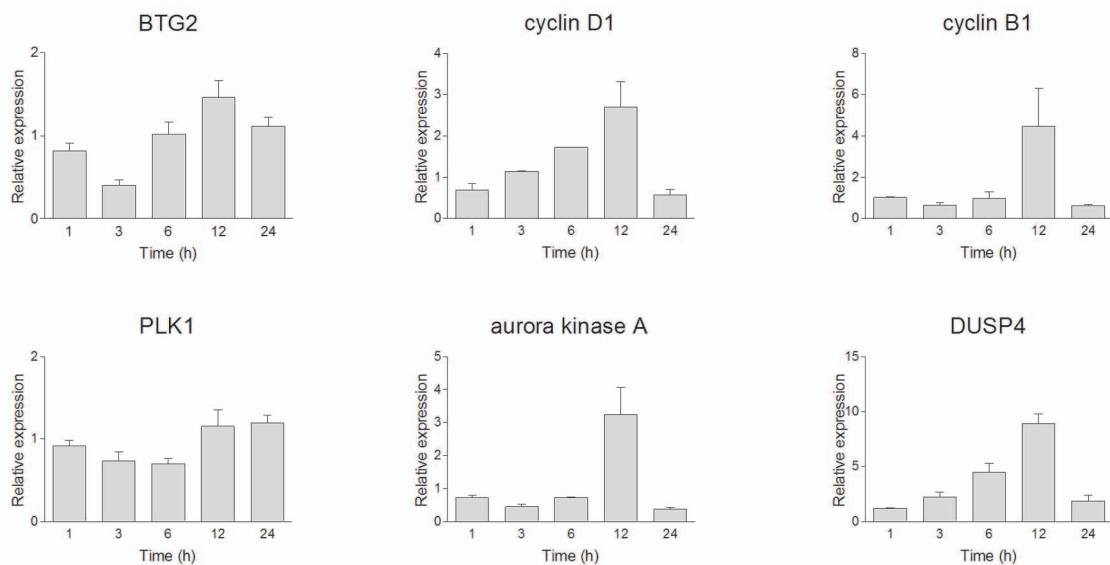 BTG2
Relative expression
2
1
0
1 3 6 12 24
Time (h)
cyclin D1
Relative expression
4
3
2
1
0
1 3 6 12 24
Time (h)
cyclin B1
Relative expression
8
6
4
2
0
1 3 6 12 24
Time (h)
PLK1
Relative expression
2
1
0
1 3 6 12 24
Time (h)
aurora kinase A
Relative expression
5
4
3
2
1
0
1 3 6 12 24
Time (h)
DUSP4
Relative expression
15
10
5
0
1 3 6 12 24
Time (h)